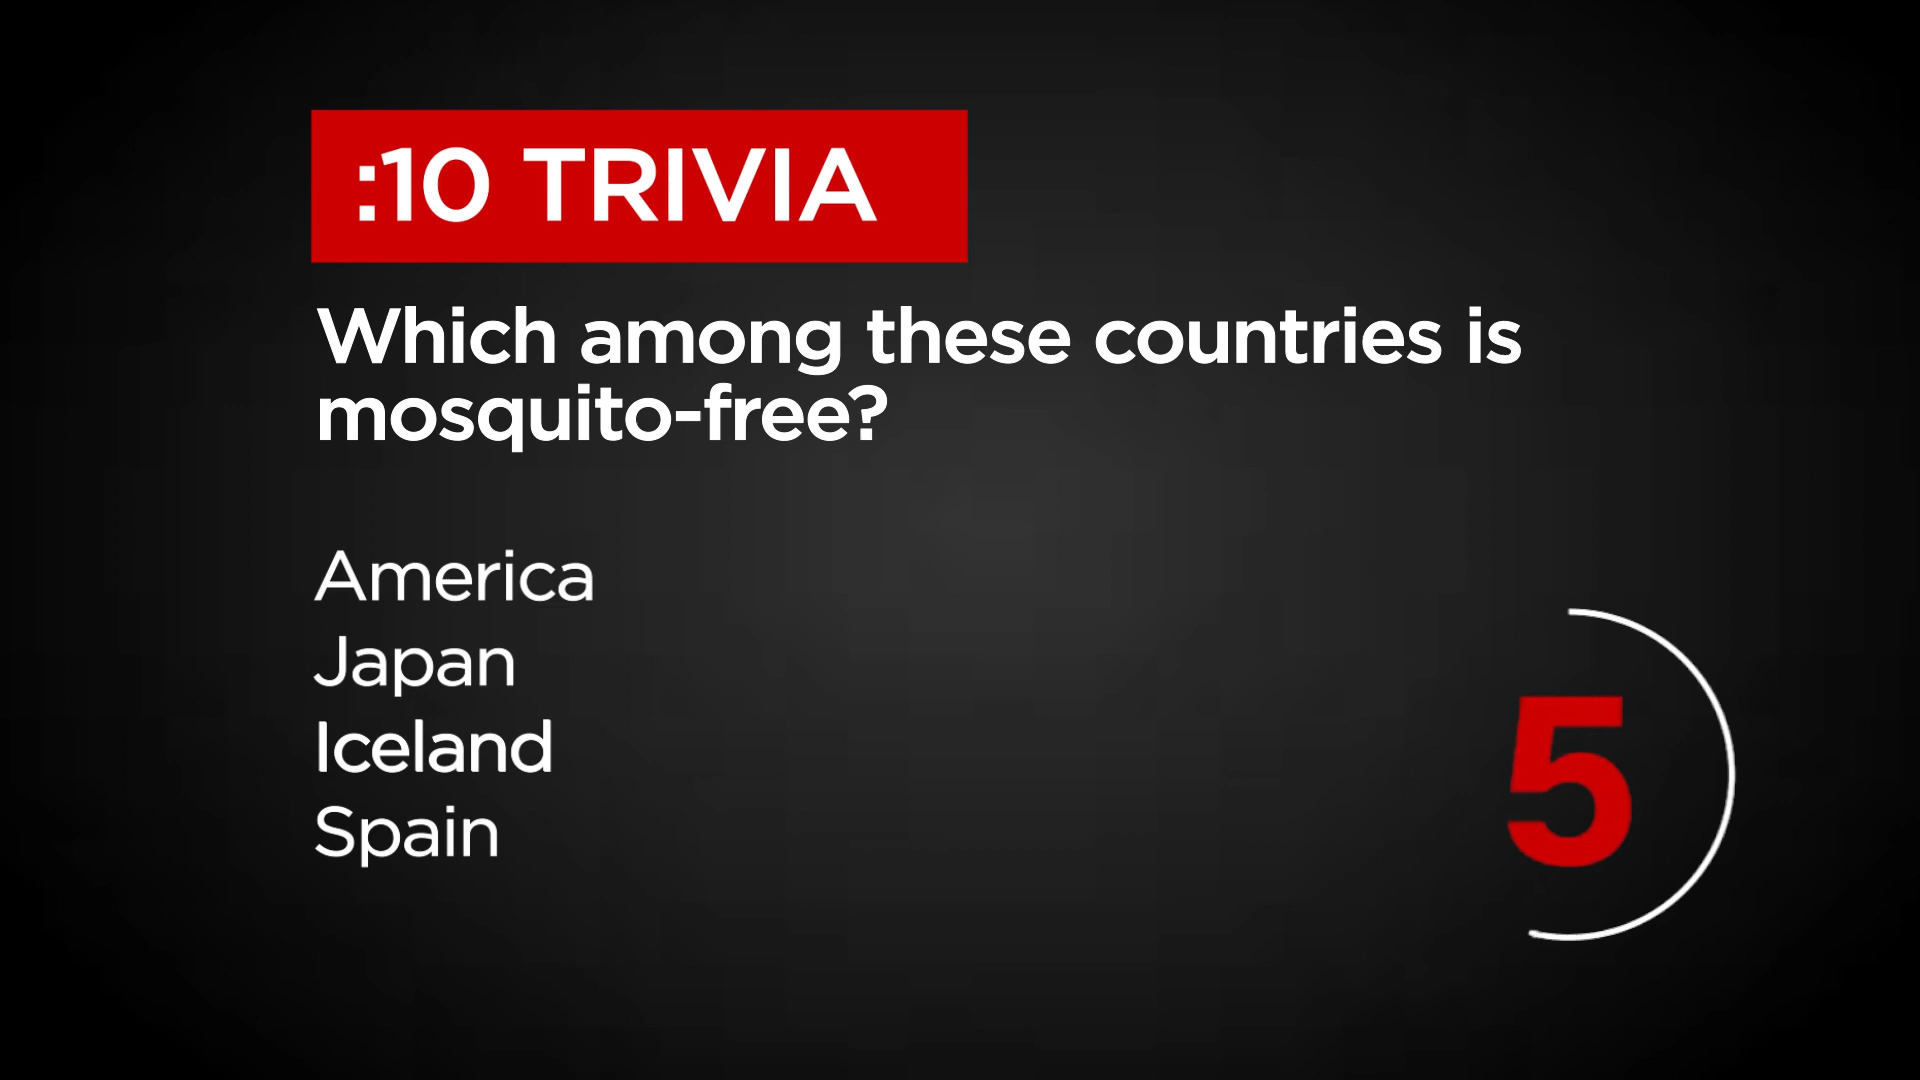 :10 TRIVIA
Which among these countries is
mosquito-free?
America
Japan
Iceland
Spain
5